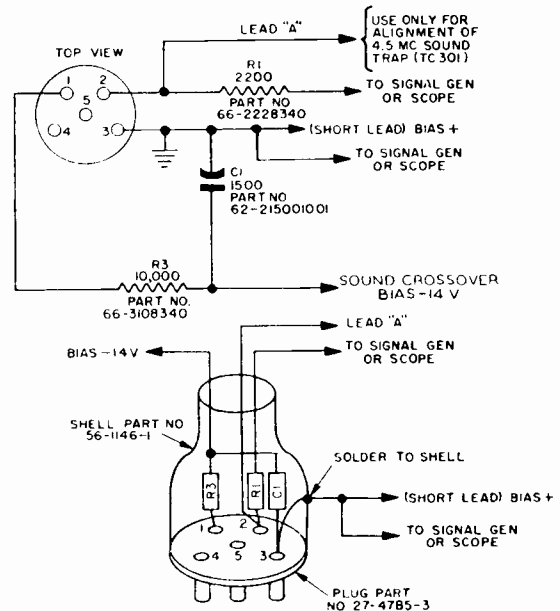 LEAD "A"
USE ONLY FOR
ALIGNMENT OF
4.5 MC SOUND
TRAP (TC301)
TOP VIEW
1
2
5
4
3
R1
2200
PART NO
66-2228340
TO SIGNAL GEN
OR SCOPE
(SHORT LEAD) BIAS +
TO SIGNAL GEN
OR SCOPE
C1
1500
PART NO
62-215001001
R3
10,000
PART NO.
66-3108340
SOUND CROSSOVER
BIAS-14 V
LEAD "A"
BIAS-14V
TO SIGNAL GEN
OR SCOPE
SHELL PART NO
56-1146-1
SOLDER TO SHELL
R3
R1
C1
(SHORT LEAD) BIAS +
1
2
5
4
3
TO SIGNAL GEN
OR SCOPE
PLUG PART
NO 27-4785-3